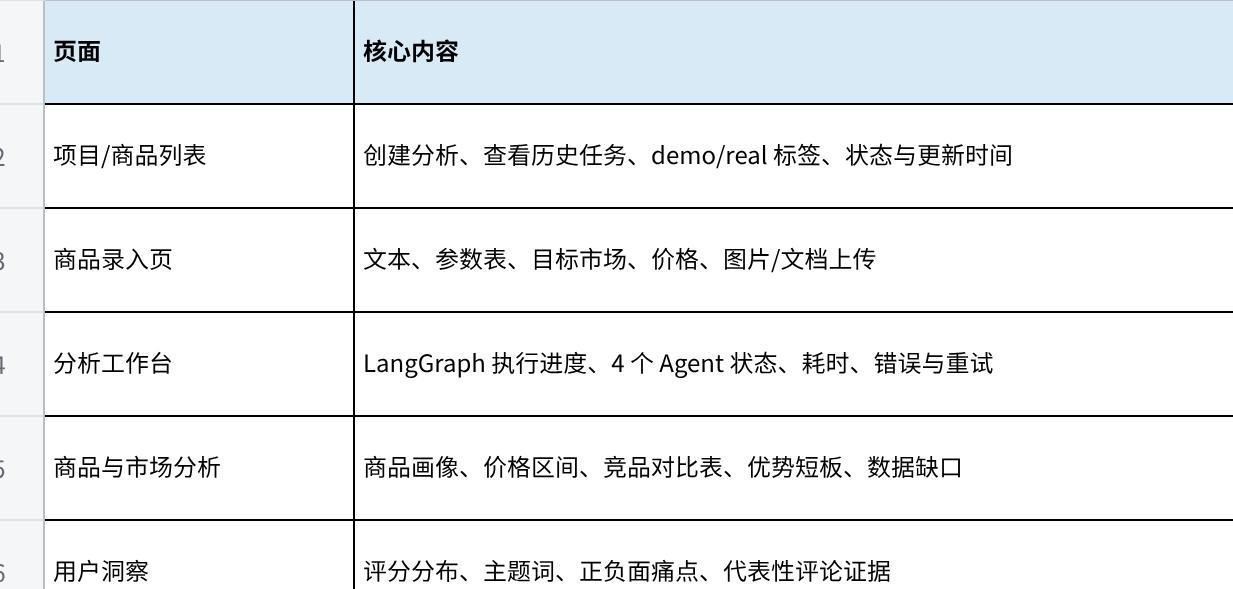 页面 核心内容
项目/商品列表 创建分析、查看历史任务、demo/real 标签、状态与更新时间
商品录入页 文本、参数表、目标市场、价格、图片/文档上传
分析工作台 LangGraph 执行进度、4 个 Agent 状态、耗时、错误与重试
商品与市场分析 商品画像、价格区间、竞品对比表、优势短板、数据缺口
用户洞察 评分分布、主题词、正负面痛点、代表性评论证据